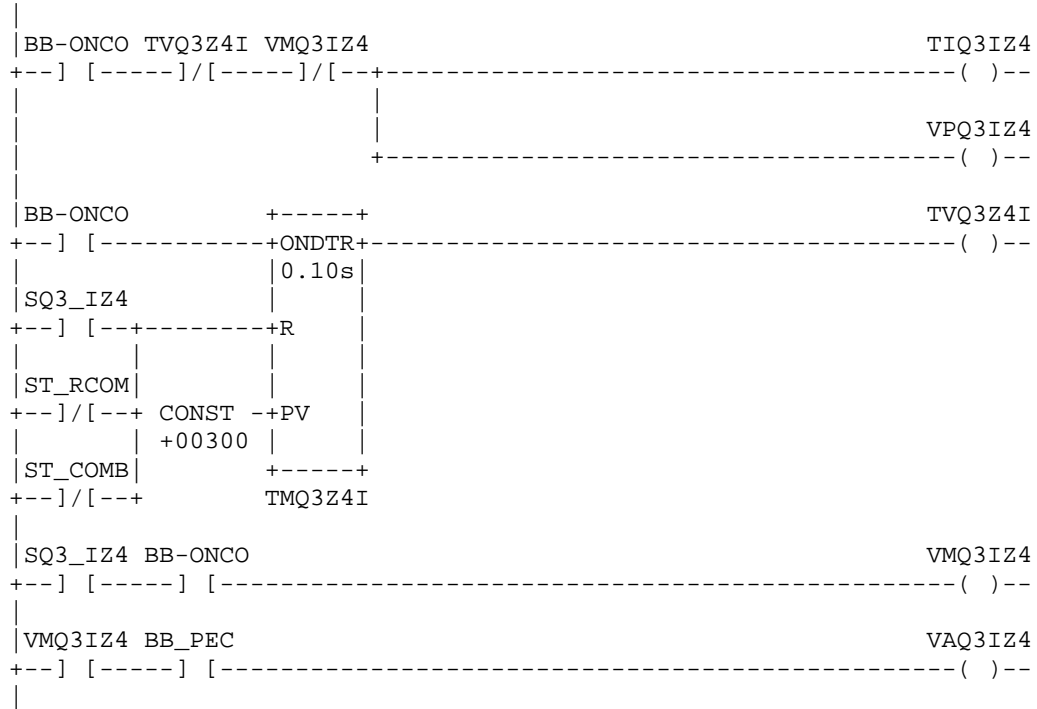 BB-ONCO TVQ3Z4I VMQ3IZ4 TIQ3IZ4
+--] [-----]/[-----]/[--+--------------------------------------( )--
VPQ3IZ4
+--------------------------------------( )--
BB-ONCO +-----+ TVQ3Z4I
+--] [-----------+ONDTR+---------------------------------------( )--
|0.10s|
SQ3_IZ4
+--] [--+--------+R
ST_RCOM
+--]/[--+ CONST -+PV
+00300
ST_COMB +-----+
+--]/[--+ TMQ3Z4I
SQ3_IZ4 BB-ONCO VMQ3IZ4
+--] [-----] [-------------------------------------------------( )--
VMQ3IZ4 BB_PEC VAQ3IZ4
+--] [-----] [-------------------------------------------------( )--